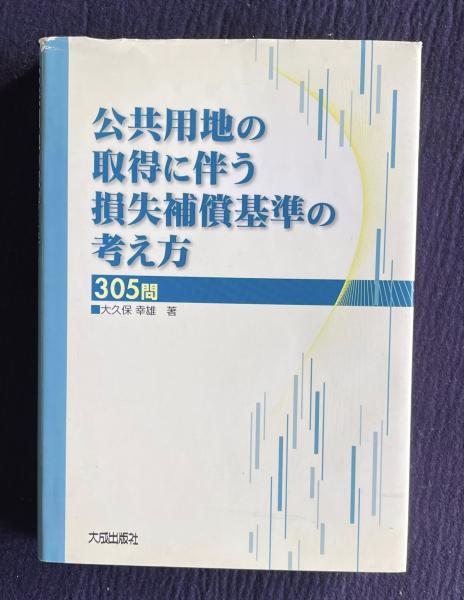 公共用地の
取得に伴う
損失補償基準の
考え方
305問
■大久保 幸雄 著
大成出版社